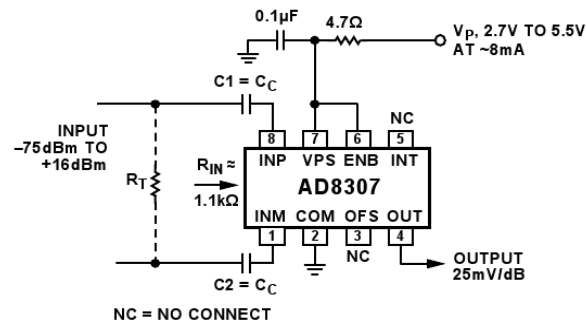 0.1µF
4.7Ω
VP, 2.7V TO 5.5V
AT ~8mA
C1 = CC
NC
INPUT
–75dBm TO
+16dBm
8
7
6
5
INP
VPS
ENB
INT
RT
RIN ≈
1.1kΩ
AD8307
INM
COM
OFS
OUT
1
2
3
4
NC
OUTPUT
25mV/dB
C2 = CC
NC = NO CONNECT